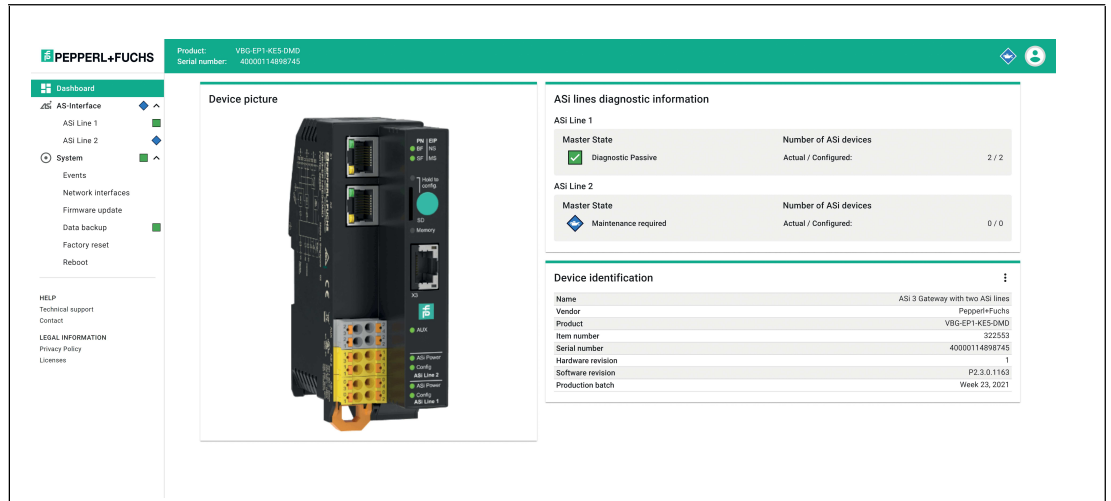 PEPPERL+FUCHS
Product: VBG-EP1-KE5-DMD
Serial number: 40000114898745
Dashboard
AS-Interface
ASi Line 1
ASi Line 2
System
Events
Network interfaces
Firmware update
Data backup
Factory reset
Reboot
HELP
Technical support
Contact
LEGAL INFORMATION
Privacy Policy
Licenses
Device picture
PN EIP
BF NS
SF MS
Hold to
config.
SD
Memory
X3
AUX
ASi Power
Config
ASi Line 2
ASi Power
Config
ASi Line 1
ASi lines diagnostic information
ASi Line 1
Master State Number of ASi devices
Diagnostic Passive Actual / Configured: 2 / 2
ASi Line 2
Master State Number of ASi devices
Maintenance required Actual / Configured: 0 / 0
Device identification
Name ASi 3 Gateway with two ASi lines
Vendor Pepperl+Fuchs
Product VBG-EP1-KE5-DMD
Item number 322553
Serial number 40000114898745
Hardware revision 1
Software revision P2.3.0.1163
Production batch Week 23, 2021